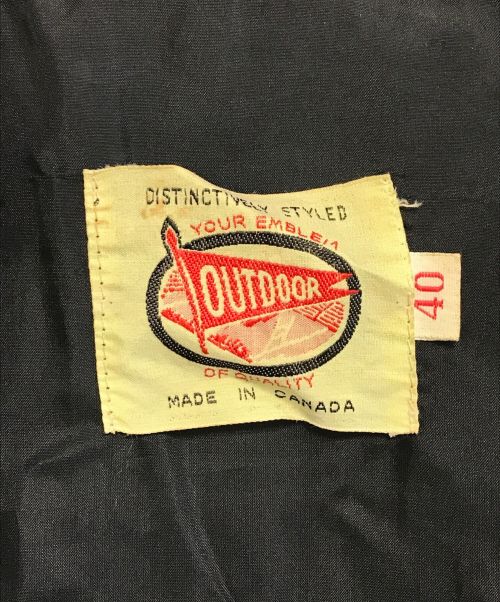 DISTINCTIVELY STYLED
YOUR EMBLEM
OUTDOOR
OF QUALITY
MADE IN CANADA
40